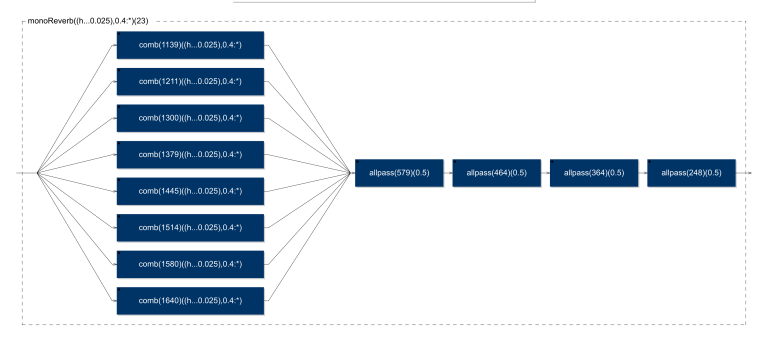 monoReverb((h...0.025),0.4:*)(23)
comb(1139)((h...0.025),0.4:*)
comb(1211)((h...0.025),0.4:*)
comb(1300)((h...0.025),0.4:*)
comb(1379)((h...0.025),0.4:*)
comb(1445)((h...0.025),0.4:*)
comb(1514)((h...0.025),0.4:*)
comb(1580)((h...0.025),0.4:*)
comb(1640)((h...0.025),0.4:*)
allpass(579)(0.5)
allpass(464)(0.5)
allpass(364)(0.5)
allpass(248)(0.5)